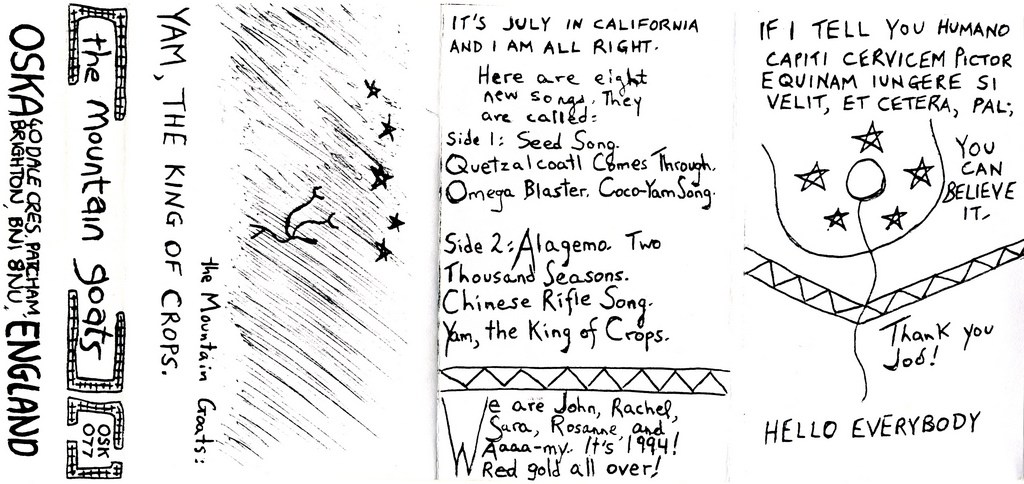 OSKA
40 DALE CRES, PATCHAM,
BRIGHTON, BN1 8NU,
ENGLAND
the mountain goats
OSK
077
YAM, THE KING OF CROPS.
the Mountain Goats:
IT'S JULY IN CALIFORNIA
AND I AM ALL RIGHT.
Here are eight
new songs. They
are called:
Side 1: Seed Song.
Quetzalcoatl Comes Through.
Omega Blaster. Coco-Yam Song.
Side 2: Alagemo. Two
Thousand Seasons.
Chinese Rifle Song.
Yam, the King of Crops.
We are John, Rachel,
Sara, Rosanne, and
Aaaa-my. It's 1994!
Red gold all over!
IF I TELL YOU HUMANO
CAPITI CERVICEM PICTOR
EQUINAM IUNGERE SI
VELIT, ET CETERA, PAL;
YOU
CAN
BELIEVE
IT.
Thank you
Još!
HELLO EVERYBODY